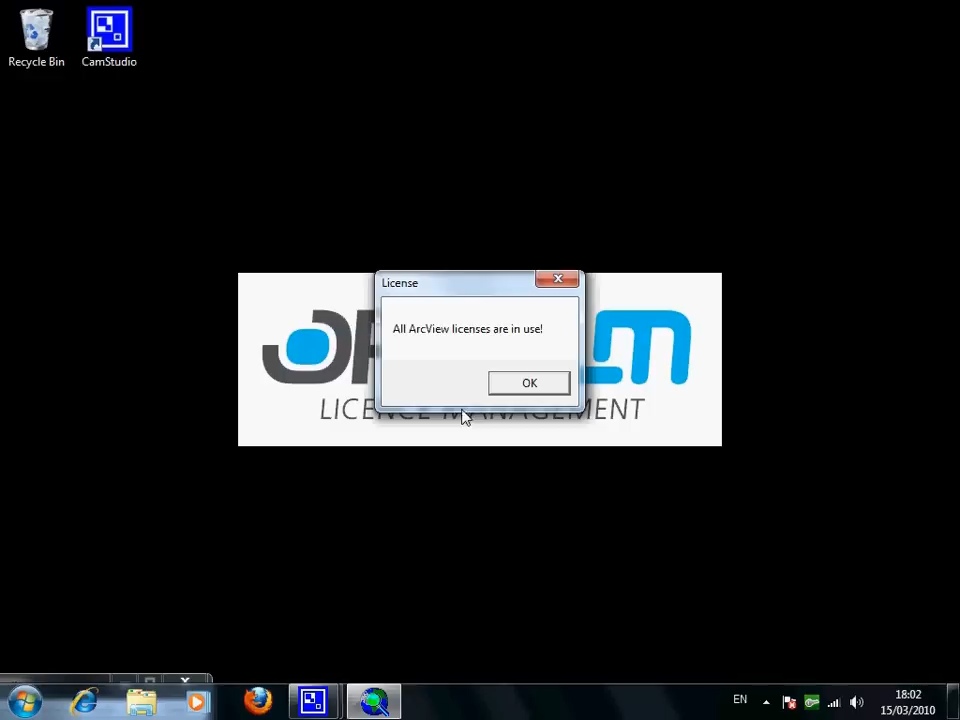 Recycle Bin
CamStudio
License
All ArcView licenses are in use!
OK
LICENCE MANAGEMENT
EN
18:02
15/03/2010